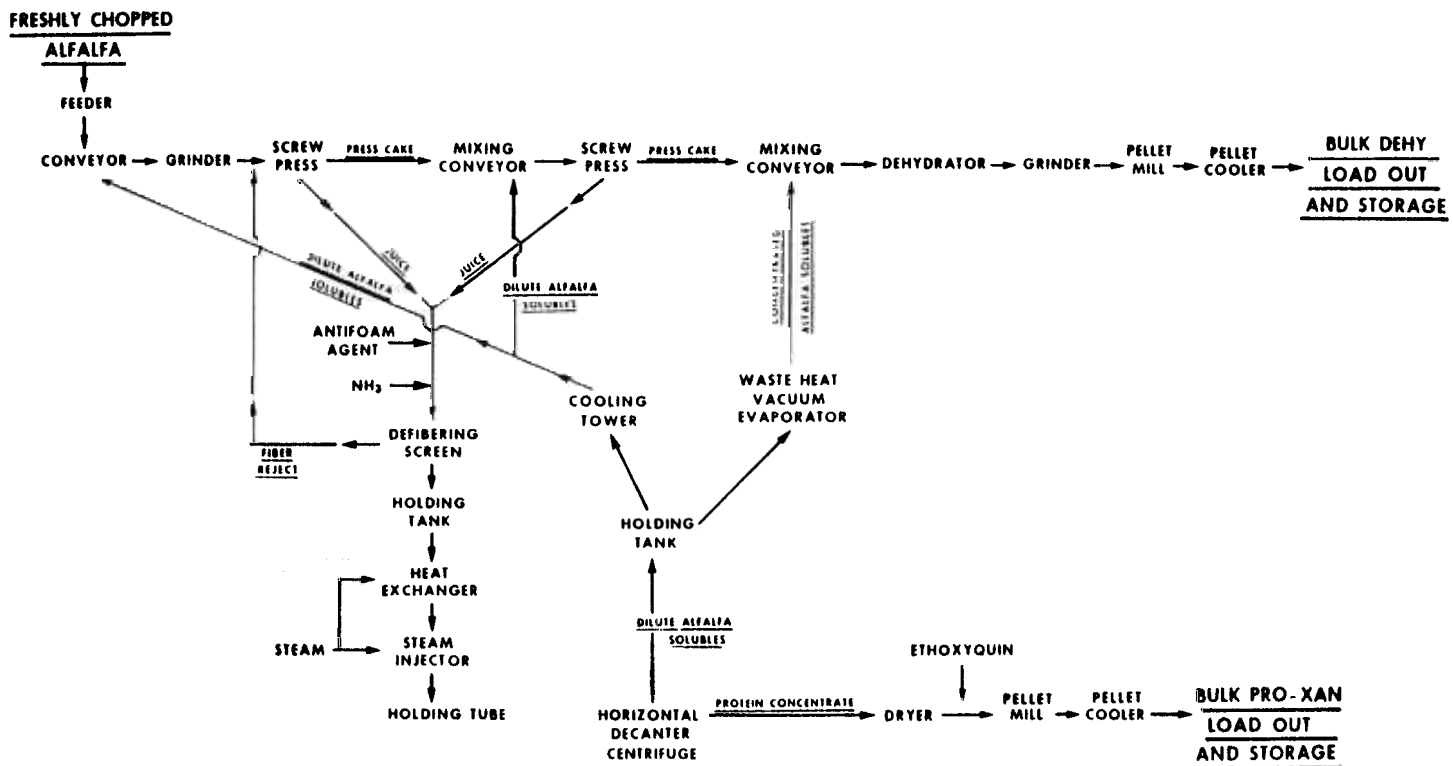 FRESHLY CHOPPED
ALFALFA
FEEDER
CONVEYOR
GRINDER
SCREW
PRESS
PRESS CAKE
MIXING
CONVEYOR
SCREW
PRESS
PRESS CAKE
MIXING
CONVEYOR
DEHYDRATOR
GRINDER
PELLET
MILL
PELLET
COOLER
BULK DEHY
LOAD OUT
AND STORAGE
JUICE
JUICE
DILUTE ALFALFA
SOLUBLES
DILUTE ALFALFA
SOLUBLES
CONCENTRATED
ALFALFA SOLUBLES
ANTIFOAM
AGENT
NH₃
COOLING
TOWER
WASTE HEAT
VACUUM
EVAPORATOR
DEFIBERING
SCREEN
FIBER
REJECT
HOLDING
TANK
HOLDING
TANK
HEAT
EXCHANGER
STEAM
STEAM
INJECTOR
HOLDING TUBE
DILUTE ALFALFA
SOLUBLES
HORIZONTAL
DECANTER
CENTRIFUGE
PROTEIN CONCENTRATE
DRYER
ETHOXYQUIN
PELLET
MILL
PELLET
COOLER
BULK PRO-XAN
LOAD OUT
AND STORAGE